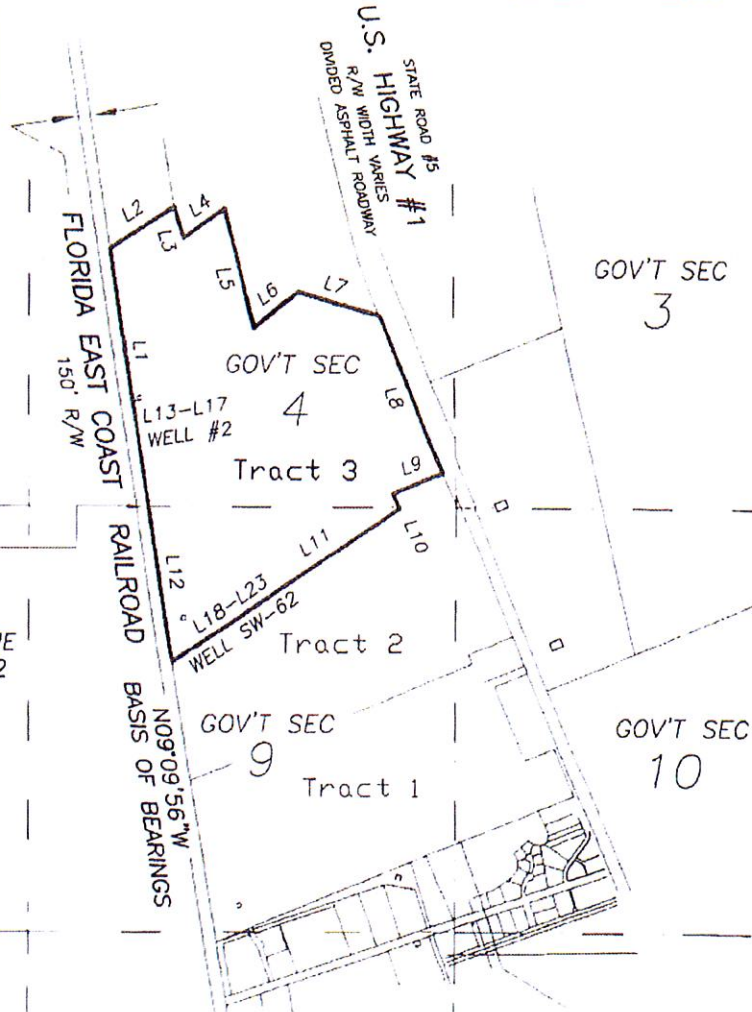 STATE ROAD #5
U.S. HIGHWAY #1
R/W WIDTH VARIES
DIVIDED ASPHALT ROADWAY
GOV'T SEC
3
L2
L4
L3
L5
L6
L7
FLORIDA EAST COAST RAILROAD
150' R/W
L1
GOV'T SEC
4
L8
L13-L17
WELL #2
Tract 3
L9
L10
L11
L12
L18-L23
WELL SW-62
Tract 2
GOV'T SEC
9
N09°09'56"W
BASIS OF BEARINGS
Tract 1
GOV'T SEC
10